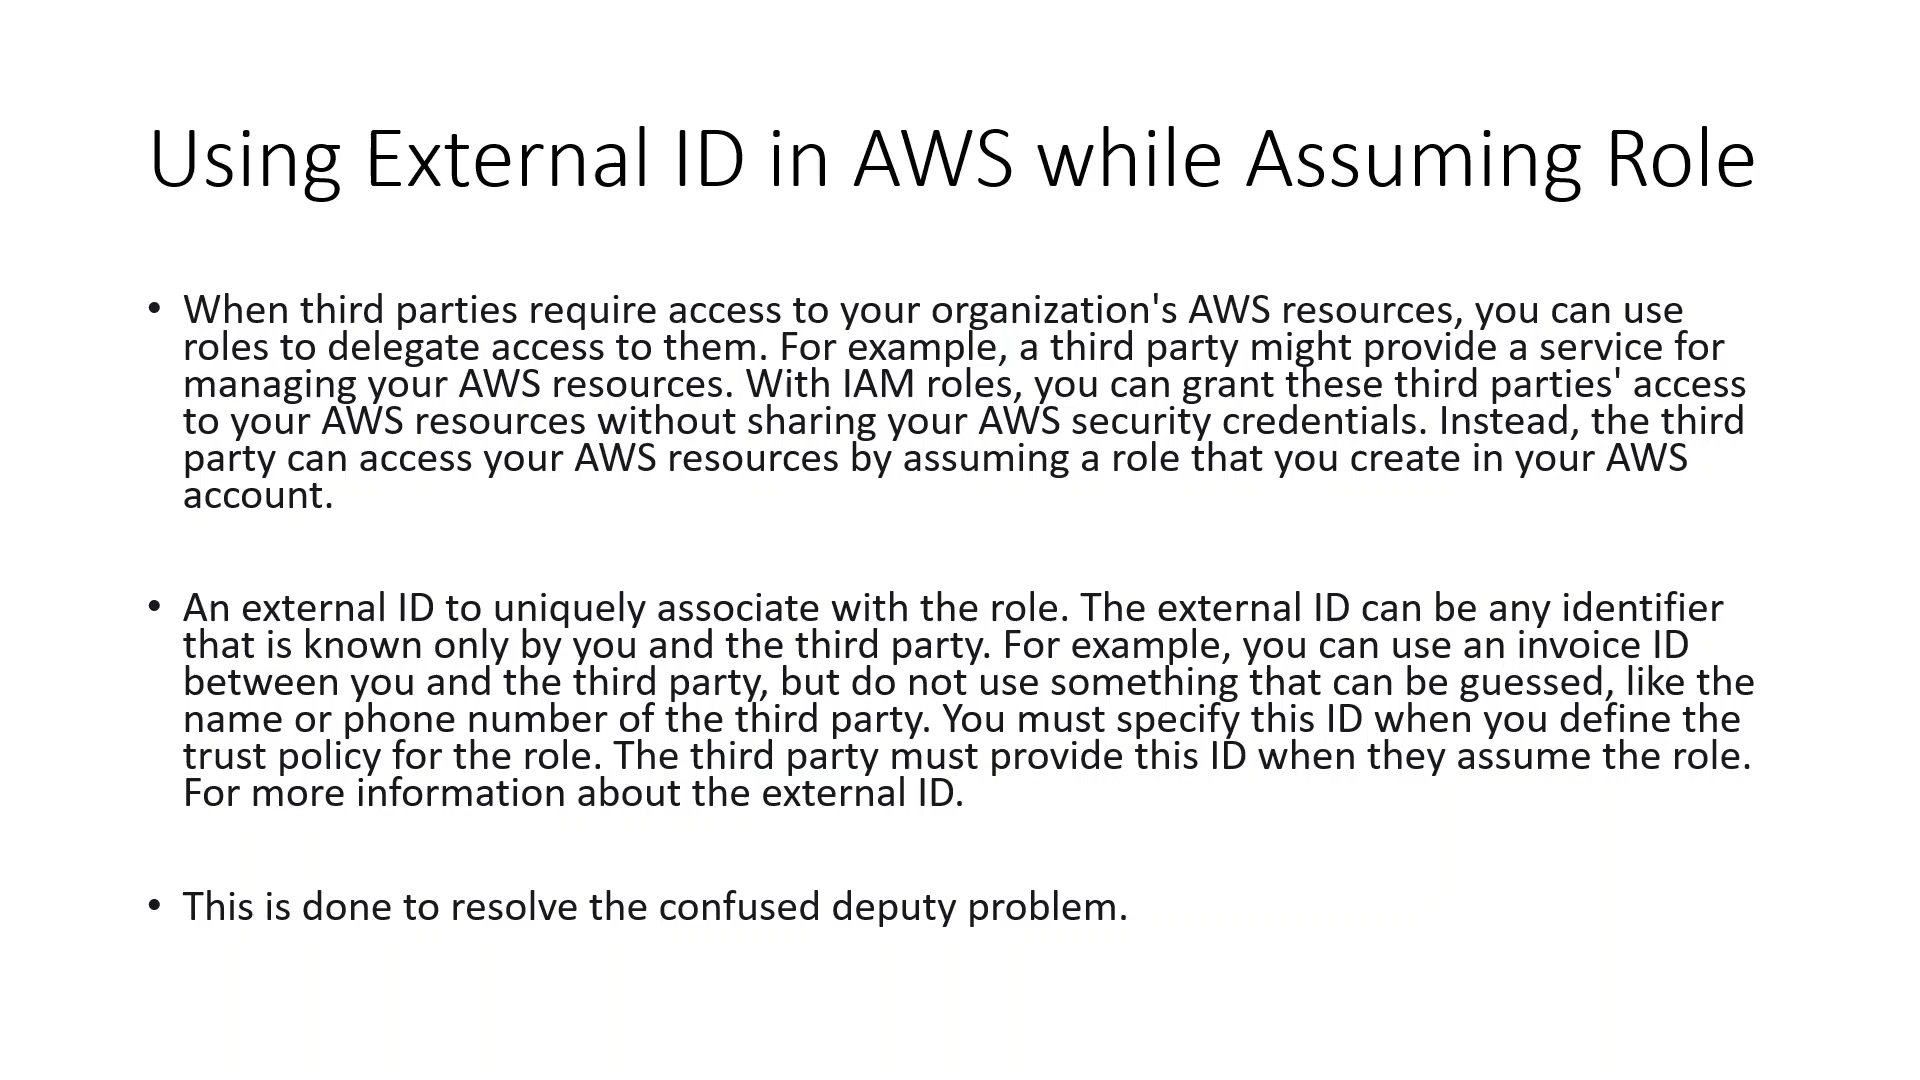 Using External ID in AWS while Assuming Role
• When third parties require access to your organization's AWS resources, you can use
roles to delegate access to them. For example, a third party might provide a service for
managing your AWS resources. With IAM roles, you can grant these third parties' access
to your AWS resources without sharing your AWS security credentials. Instead, the third
party can access your AWS resources by assuming a role that you create in your AWS
account.
• An external ID to uniquely associate with the role. The external ID can be any identifier
that is known only by you and the third party. For example, you can use an invoice ID
between you and the third party, but do not use something that can be guessed, like the
name or phone number of the third party. You must specify this ID when you define the
trust policy for the role. The third party must provide this ID when they assume the role.
For more information about the external ID.
• This is done to resolve the confused deputy problem.